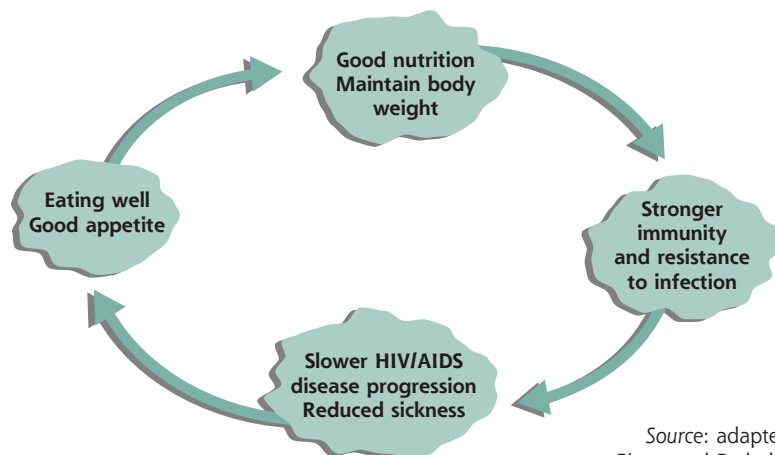 Good nutrition
Maintain body
weight
Eating well
Good appetite
Stronger
immunity
and resistance
to infection
Slower HIV/AIDS
disease progression
Reduced sickness
Source: adapte